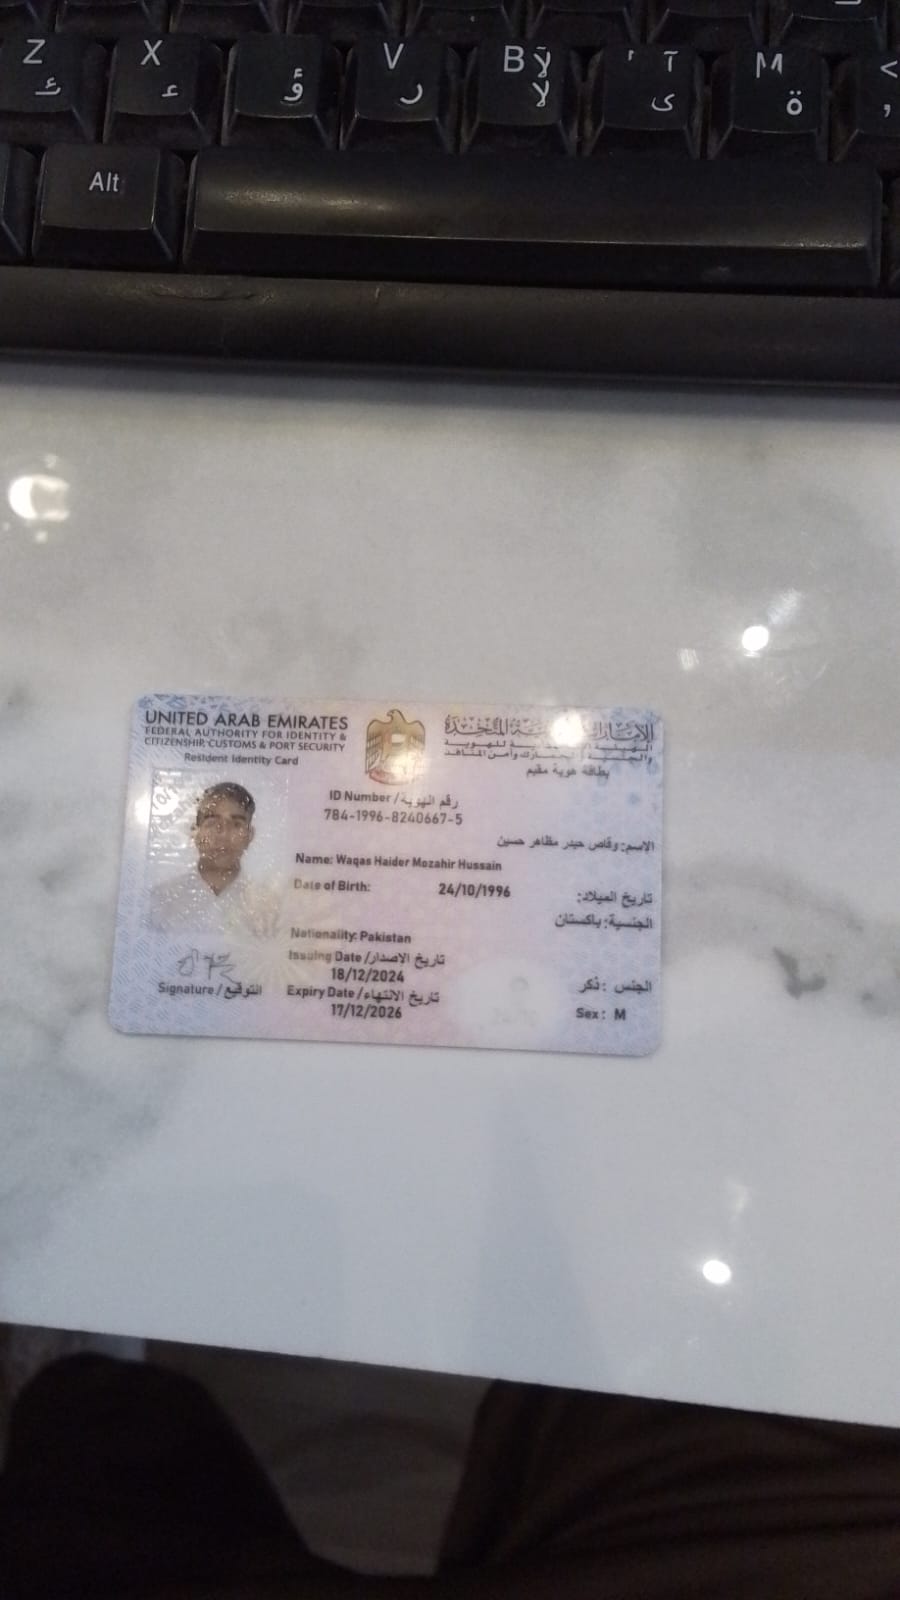 Z
ئ
X
ء
ؤ
V
ر
B
لآ
لا
آ
ى
M
ة
<
,
Alt
UNITED ARAB EMIRATES
FEDERAL AUTHORITY FOR IDENTITY &
CITIZENSHIP, CUSTOMS & PORT SECURITY
Resident Identity Card
بطاقة هوية مقيم
ID Number / رقم الهوية
784-1996-8240667-5
الاسم: وقاص حيدر مظاهر حسين
Name: Waqas Haider Mozahir Hussain
Date of Birth: 24/10/1996 تاريخ الميلاد:
الجنسية: باكستان
Nationality: Pakistan
Issuing Date / تاريخ الاصدار
18/12/2024
الجنس : ذكر
Signature / التوقيع
Expiry Date / تاريخ الانتهاء
17/12/2026
Sex : M